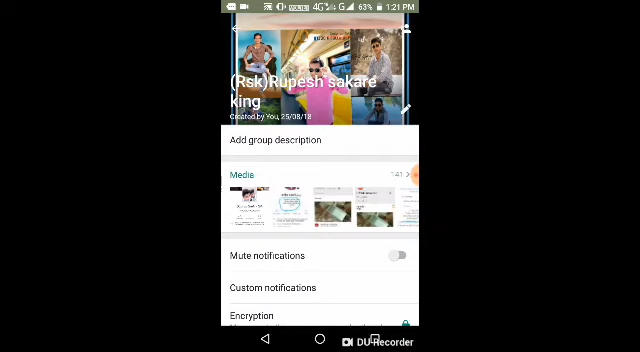 4G
G
63%
1:21 PM
(Rsk)Rupesh sakare
king
Created by You, 25/08/18
Add group description
Media
141
Mute notifications
Custom notifications
Encryption
DU Recorder